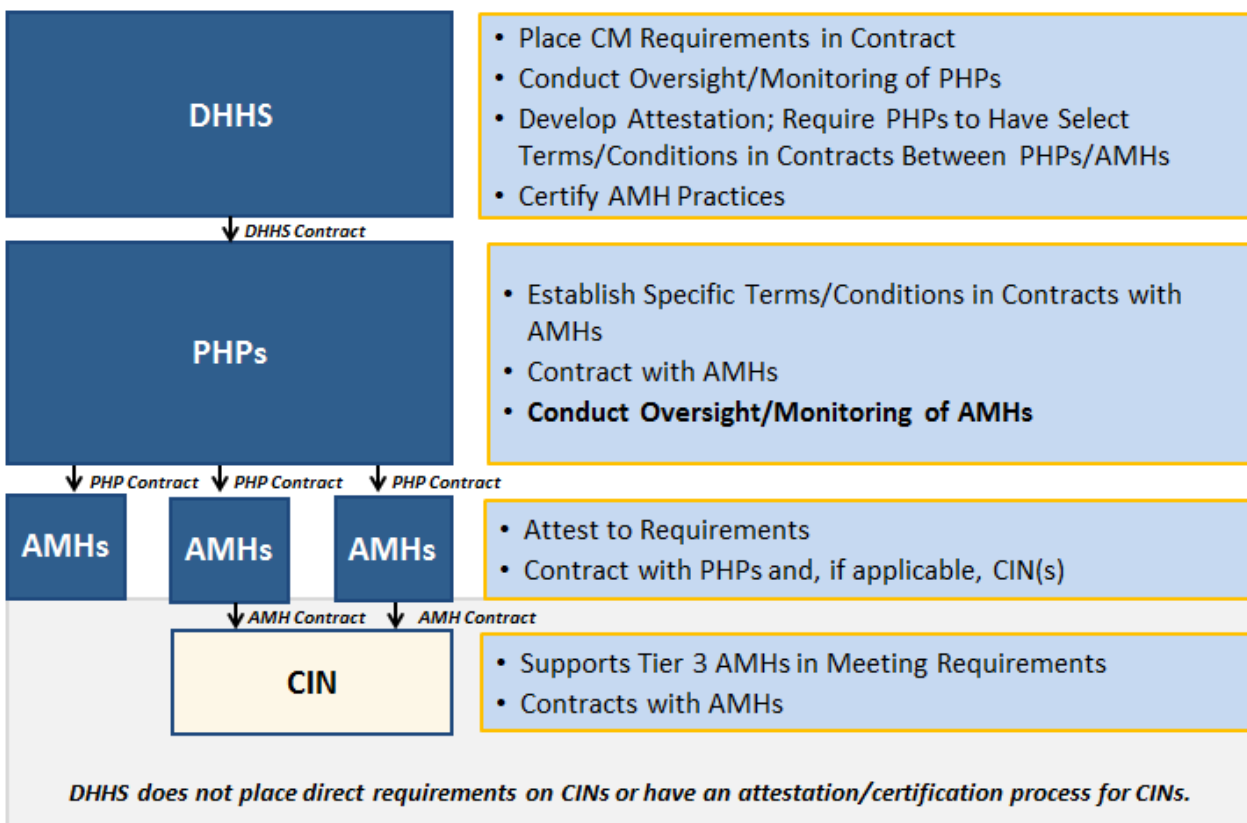 DHHS
• Place CM Requirements in Contract
• Conduct Oversight/Monitoring of PHPs
• Develop Attestation; Require PHPs to Have Select
Terms/Conditions in Contracts Between PHPs/AMHs
• Certify AMH Practices
DHHS Contract
PHPs
• Establish Specific Terms/Conditions in Contracts with
AMHs
• Contract with AMHs
• Conduct Oversight/Monitoring of AMHs
PHP Contract PHP Contract PHP Contract
AMHs AMHs AMHs
• Attest to Requirements
• Contract with PHPs and, if applicable, CIN(s)
AMH Contract AMH Contract
CIN
• Supports Tier 3 AMHs in Meeting Requirements
• Contracts with AMHs
DHHS does not place direct requirements on CINs or have an attestation/certification process for CINs.